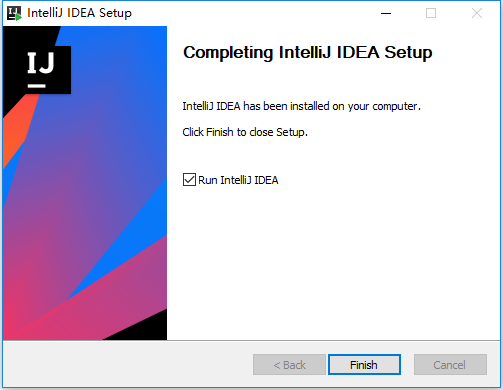 IntelliJ IDEA Setup
IJ
Completing IntelliJ IDEA Setup
IntelliJ IDEA has been installed on your computer.
Click Finish to close Setup.
Run IntelliJ IDEA
< Back
Finish
Cancel